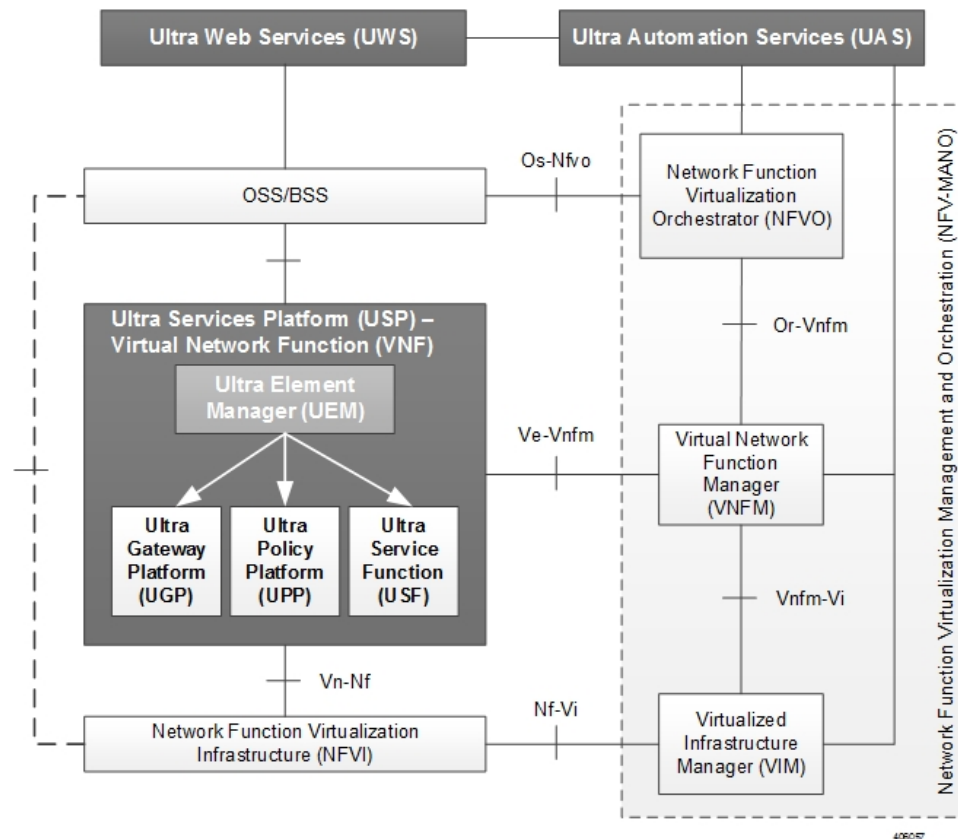 Ultra Web Services (UWS)
Ultra Automation Services (UAS)
Os-Nfvo
Network Function
Virtualization
Orchestrator (NFVO)
OSS/BSS
Ultra Services Platform (USP) –
Virtual Network Function (VNF)
Ultra Element
Manager (UEM)
Or-Vnfm
Ve-Vnfm
Virtual Network
Function
Manager
(VNFM)
Ultra
Gateway
Platform
(UGP)
Ultra
Policy
Platform
(UPP)
Ultra
Service
Function
(USF)
Vnfm-Vi
Vn-Nf
Nf-Vi
Network Function Virtualization
Infrastructure (NFVI)
Virtualized
Infrastructure
Manager (VIM)
Network Function Virtualization Management and Orchestration (NFV-MANO)